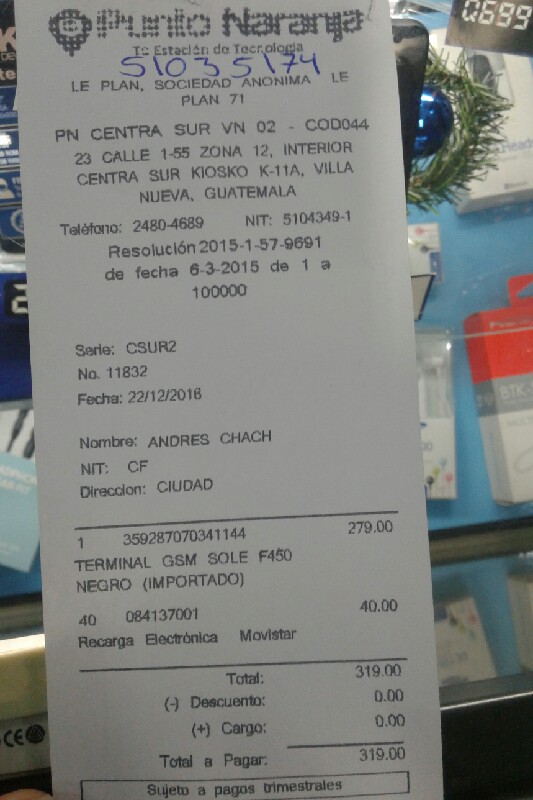 Punto Naranja
Tu Estación de Tecnología
51035174
LE PLAN, SOCIEDAD ANONIMA LE
PLAN 71
PN CENTRA SUR VN 02 - COD044
23 CALLE 1-55 ZONA 12, INTERIOR
CENTRA SUR KIOSKO K-11A, VILLA
NUEVA, GUATEMALA
Teléfono: 2480-4689 NIT: 5104349-1
Resolución 2015-1-57-9691
de fecha 6-3-2015 de 1 a
100000
Serie: CSUR2
No. 11832
Fecha: 22/12/2016
Nombre: ANDRES CHACH
NIT: CF
Direccion: CIUDAD
1 359287070341144 279.00
TERMINAL GSM SOLE F450
NEGRO (IMPORTADO)
40 084137001 40.00
Recarga Electrónica Movistar
Total: 319.00
(-) Descuento: 0.00
(+) Cargo: 0.00
Total a Pagar: 319.00
Sujeto a pagos trimestrales
Q699
BTK-
CE